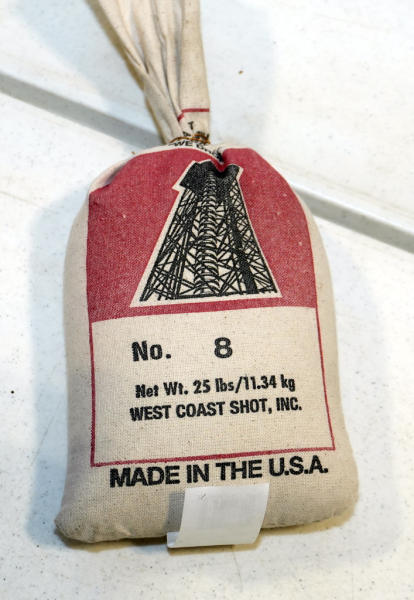 No. 8
Net Wt. 25 lbs/11.34 kg
WEST COAST SHOT, INC.
MADE IN THE U.S.A.